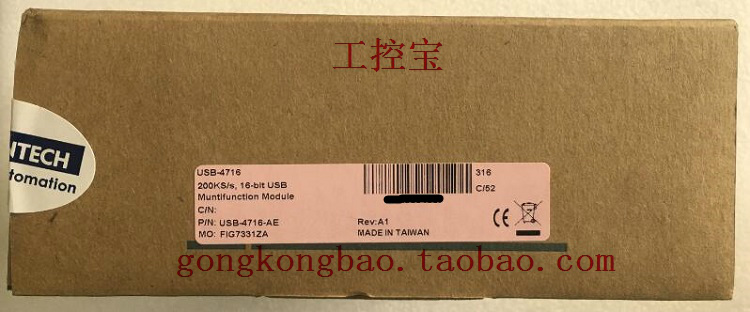 工控宝
NTECH
utomation
USB-4716
200KS/s, 16-bit USB
Muntifunction Module
C/N:
P/N: USB-4716-AE
MO: FIG7331ZA
316
C/52
Rev:A1
MADE IN TAIWAN
CE
gongkongbao.taobao.com